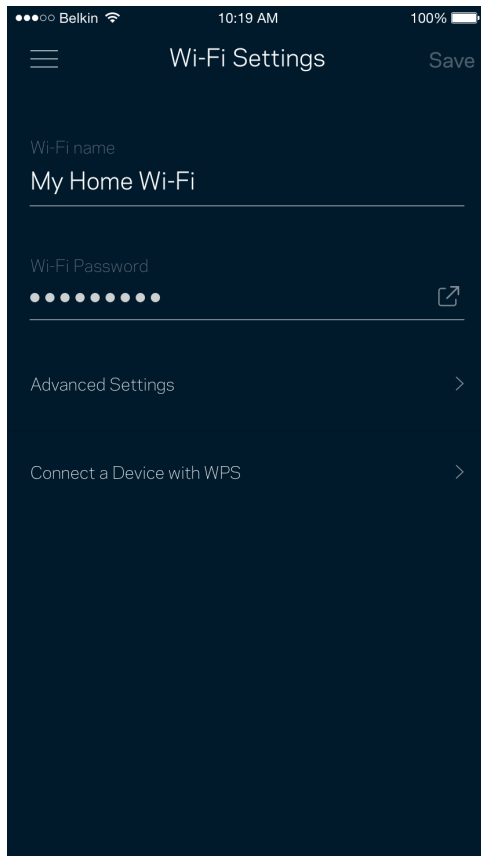 ●●●○○ Belkin 10:19 AM 100%
Wi-Fi Settings Save
Wi-Fi name
My Home Wi-Fi
Wi-Fi Password
●●●●●●●●●
Advanced Settings
Connect a Device with WPS